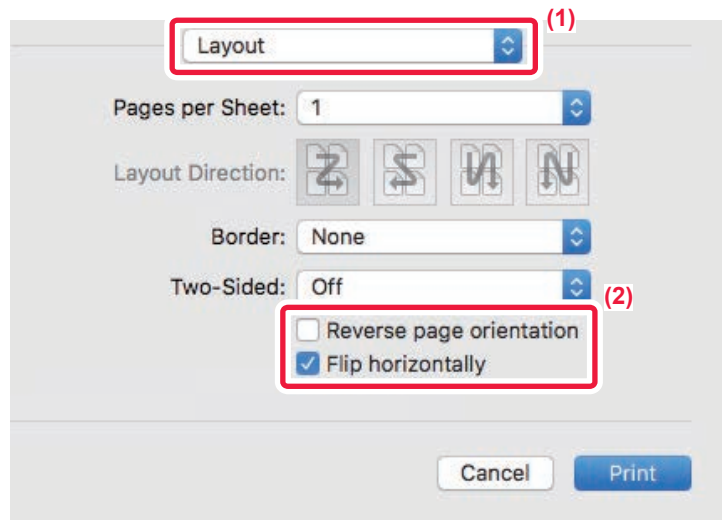 (1)
Layout
Pages per Sheet: 1
Layout Direction:
Border: None
Two-Sided: Off
(2)
Reverse page orientation
Flip horizontally
Cancel Print